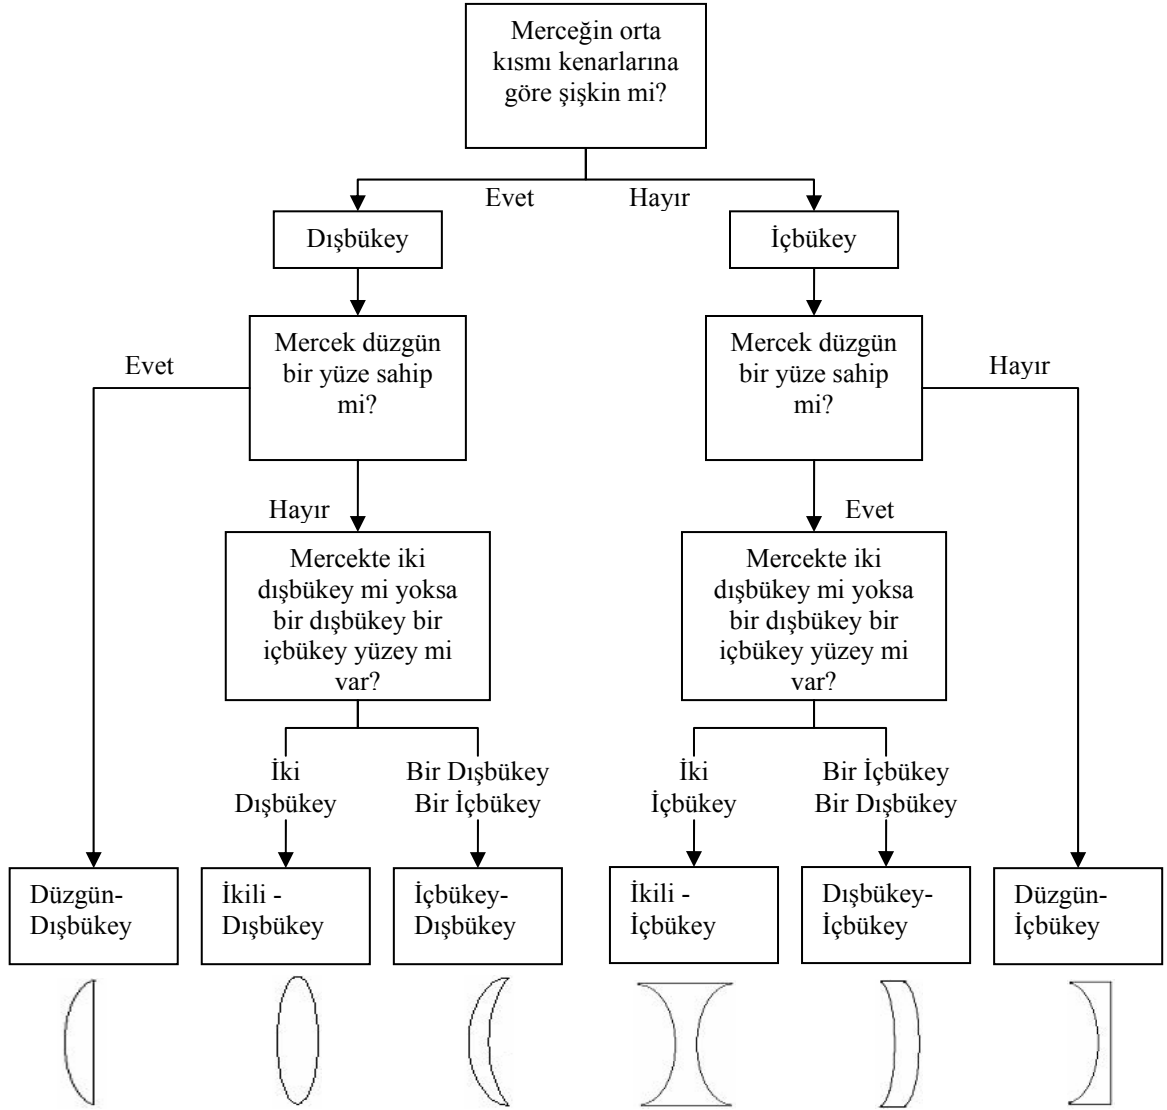 Merceğin orta
kısmı kenarlarına
göre şişkin mi?
Evet
Hayır
Dışbükey
İçbükey
Mercek düzgün
bir yüze sahip
mi?
Mercek düzgün
bir yüze sahip
mi?
Evet
Hayır
Hayır
Evet
Mercekte iki
dışbükey mi yoksa
bir dışbükey bir
içbükey yüzey mi
var?
Mercekte iki
dışbükey mi yoksa
bir dışbükey bir
içbükey yüzey mi
var?
İki
Dışbükey
Bir Dışbükey
Bir İçbükey
İki
İçbükey
Bir İçbükey
Bir Dışbükey
Düzgün-
Dışbükey
İkili -
Dışbükey
İçbükey-
Dışbükey
İkili -
İçbükey
Dışbükey-
İçbükey
Düzgün-
İçbükey